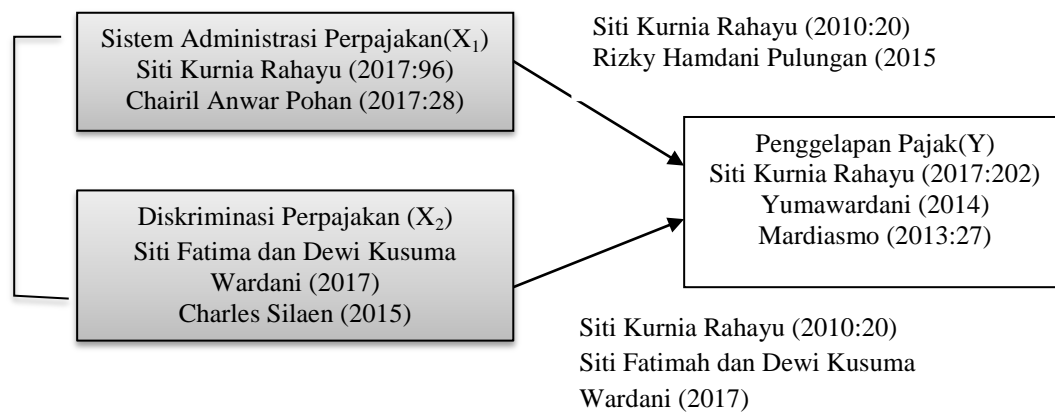 Sistem Administrasi Perpajakan(X1)
Siti Kurnia Rahayu (2017:96)
Chairil Anwar Pohan (2017:28)
Siti Kurnia Rahayu (2010:20)
Rizky Hamdani Pulungan (2015
Penggelapan Pajak(Y)
Siti Kurnia Rahayu (2017:202)
Yumawardani (2014)
Mardiasmo (2013:27)
Diskriminasi Perpajakan (X2)
Siti Fatima dan Dewi Kusuma
Wardani (2017)
Charles Silaen (2015)
Siti Kurnia Rahayu (2010:20)
Siti Fatimah dan Dewi Kusuma
Wardani (2017)